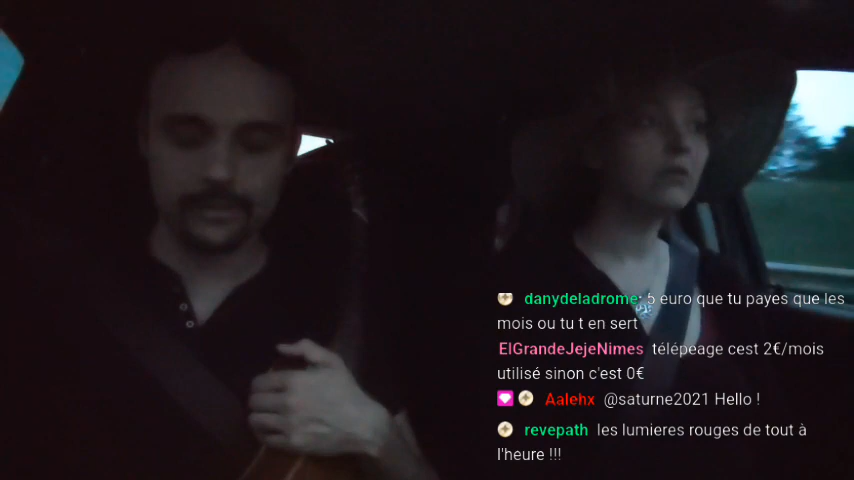 danydeladrome: 5 euro que tu payes que les
mois ou tu t en sert
ElGrandeJejeNimes télépeage cest 2€/mois
utilisé sinon c'est 0€
Aalehx @saturne2021 Hello !
revepath les lumieres rouges de tout à
l'heure !!!